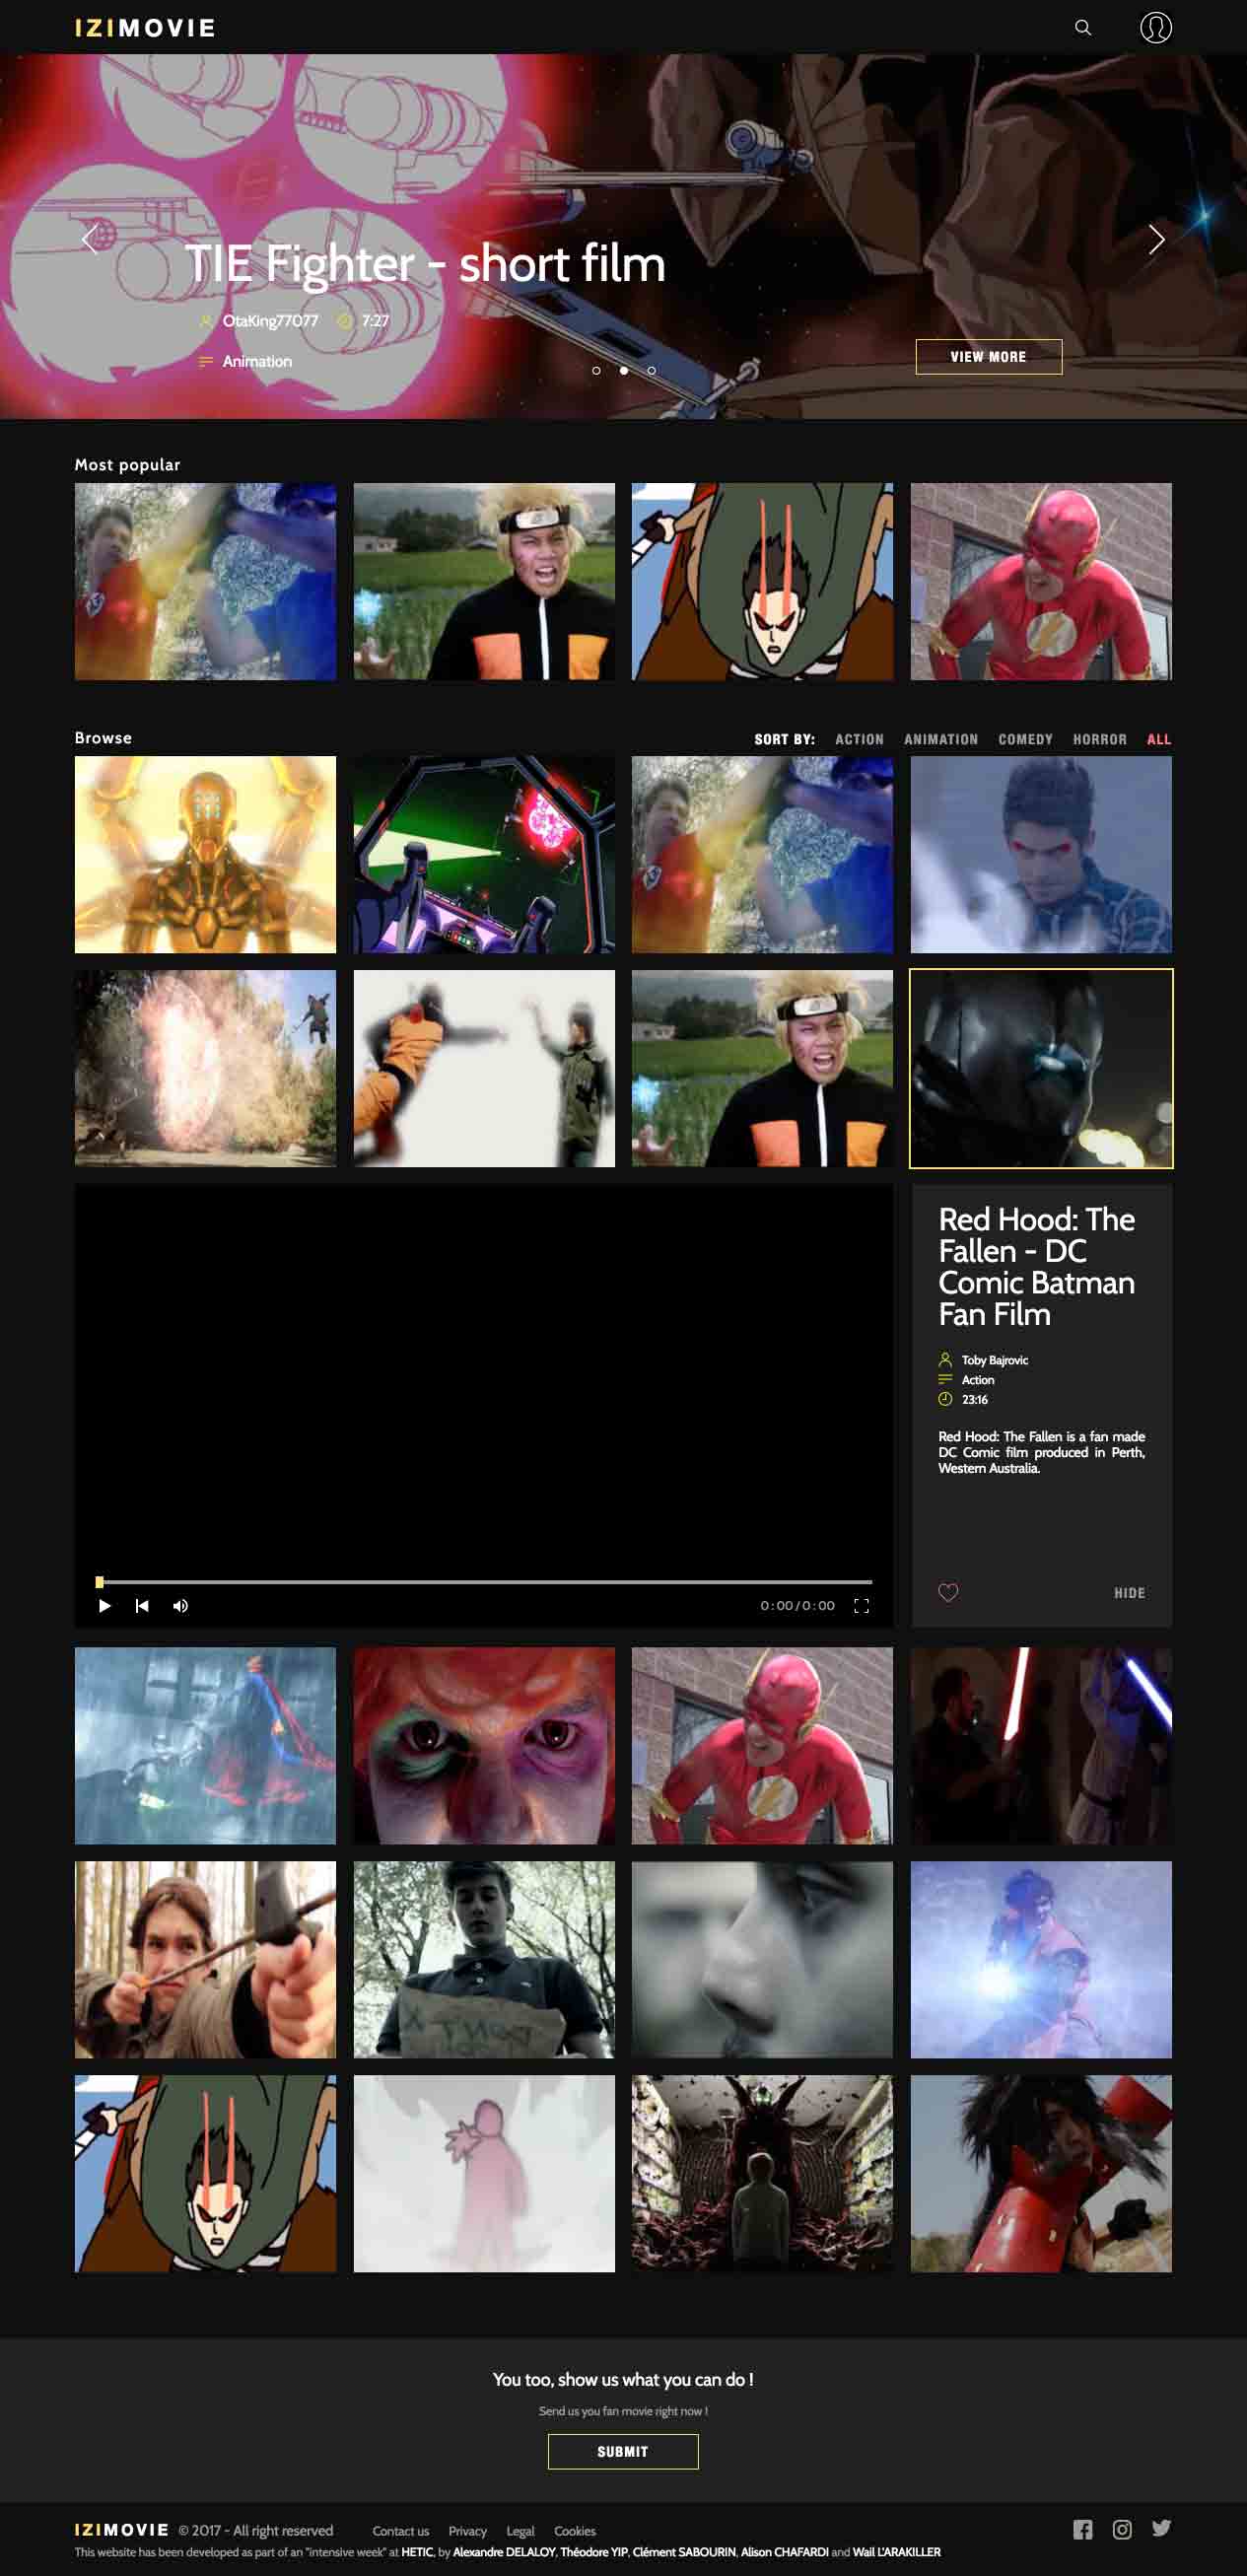 IZIMOVIE
TIE Fighter - short film
OtaKing77077 7:27
Animation
VIEW MORE
Most popular
Browse
SORT BY: ACTION ANIMATION COMEDY HORROR ALL
Red Hood: The
Fallen - DC
Comic Batman
Fan Film
Toby Bajrovic
Action
23:16
Red Hood: The Fallen is a fan made
DC Comic film produced in Perth,
Western Australia.
0:00/0:00
HIDE
You too, show us what you can do !
Send us you fan movie right now !
SUBMIT
IZIMOVIE © 2017 - All right reserved Contact us Privacy Legal Cookies
This website has been developed as part of an "intensive week" at HETIC, by Alexandre DELALOY, Théodore YIP, Clément SABOURIN, Alison CHAFARDI and Wail L'ARAKILLER